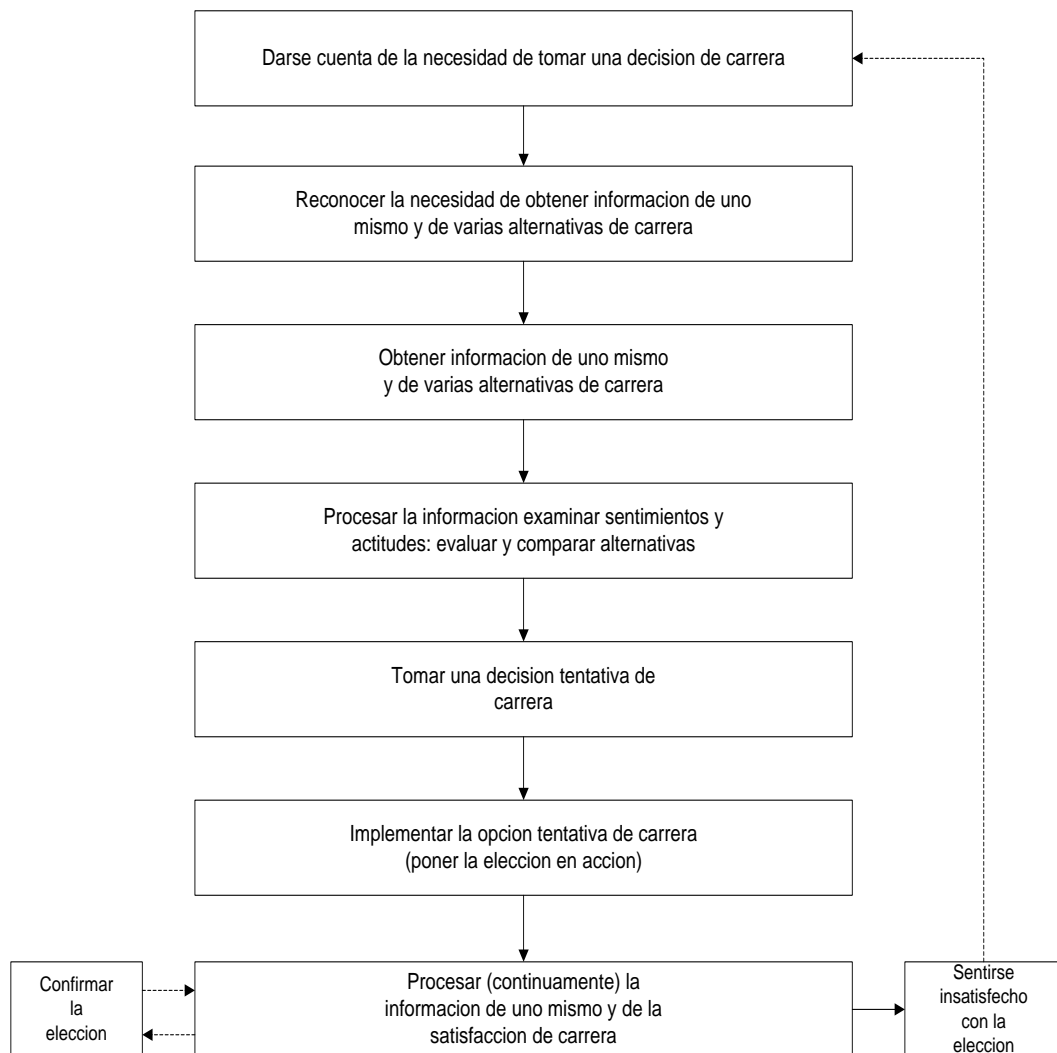 Darse cuenta de la necesidad de tomar una decision de carrera
Reconocer la necesidad de obtener informacion de uno
mismo y de varias alternativas de carrera
Obtener informacion de uno mismo
y de varias alternativas de carrera
Procesar la informacion examinar sentimientos y
actitudes: evaluar y comparar alternativas
Tomar una decision tentativa de
carrera
Implementar la opcion tentativa de carrera
(poner la eleccion en accion)
Confirmar
la
eleccion
Procesar (continuamente) la
informacion de uno mismo y de la
satisfaccion de carrera
Sentirse
insatisfecho
con la
eleccion